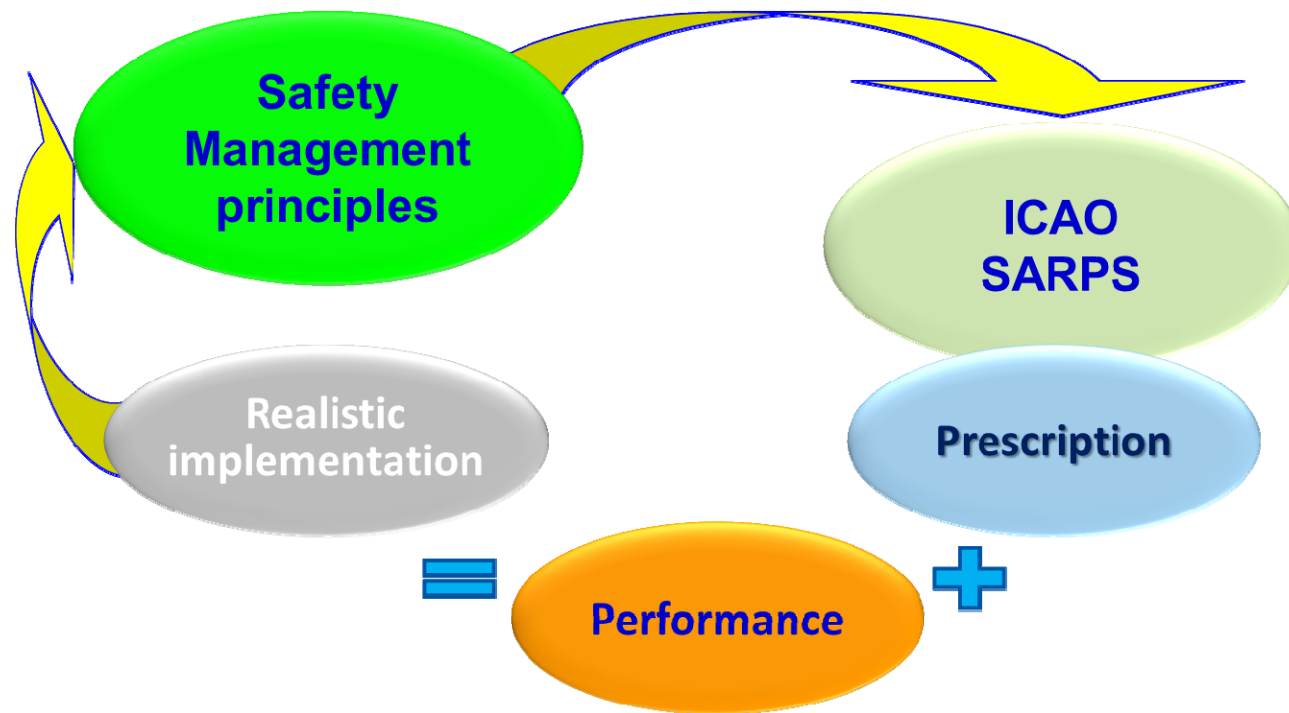 Safety
Management
principles
ICAO
SARPS
Realistic
implementation
Prescription
=
Performance
+